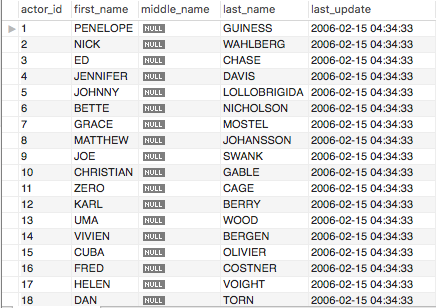 actor_id first_name middle_name last_name last_update
1 PENELOPE NULL GUINESS 2006-02-15 04:34:33
2 NICK NULL WAHLBERG 2006-02-15 04:34:33
3 ED NULL CHASE 2006-02-15 04:34:33
4 JENNIFER NULL DAVIS 2006-02-15 04:34:33
5 JOHNNY NULL LOLLOBRIGIDA 2006-02-15 04:34:33
6 BETTE NULL NICHOLSON 2006-02-15 04:34:33
7 GRACE NULL MOSTEL 2006-02-15 04:34:33
8 MATTHEW NULL JOHANSSON 2006-02-15 04:34:33
9 JOE NULL SWANK 2006-02-15 04:34:33
10 CHRISTIAN NULL GABLE 2006-02-15 04:34:33
11 ZERO NULL CAGE 2006-02-15 04:34:33
12 KARL NULL BERRY 2006-02-15 04:34:33
13 UMA NULL WOOD 2006-02-15 04:34:33
14 VIVIEN NULL BERGEN 2006-02-15 04:34:33
15 CUBA NULL OLIVIER 2006-02-15 04:34:33
16 FRED NULL COSTNER 2006-02-15 04:34:33
17 HELEN NULL VOIGHT 2006-02-15 04:34:33
18 DAN NULL TORN 2006-02-15 04:34:33